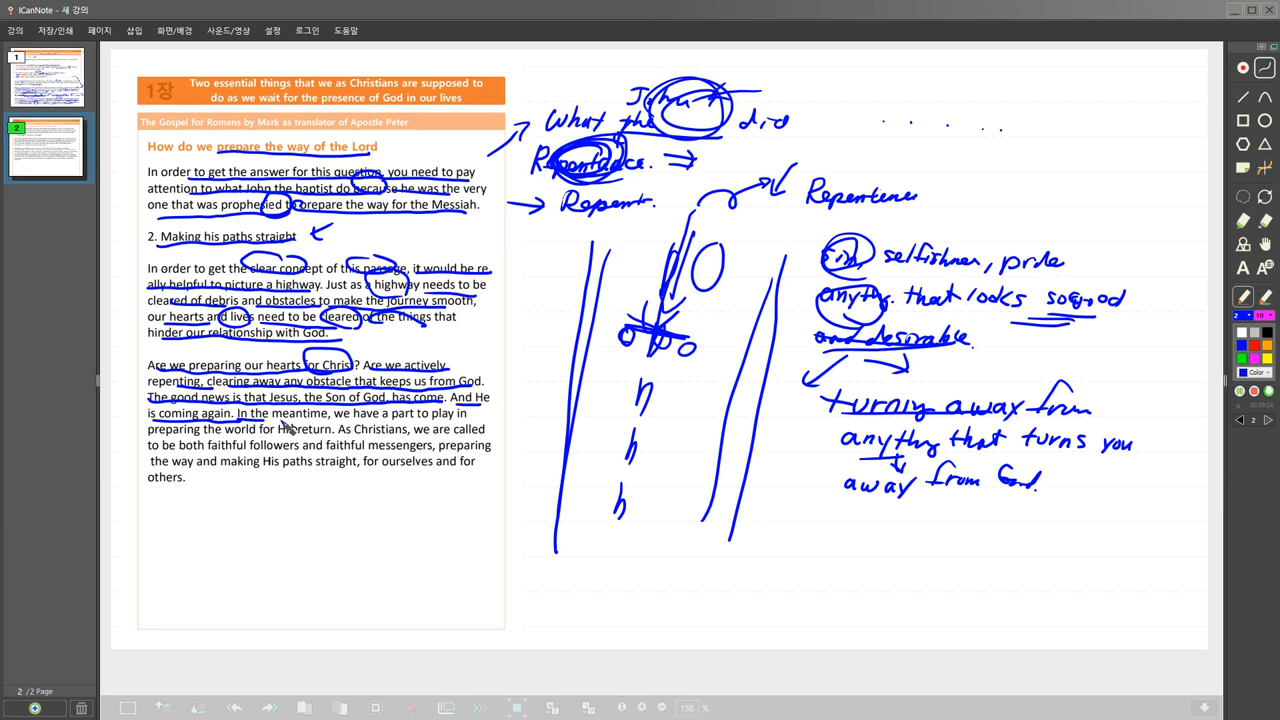 ICanNote - 새 강의
강의 저장/인쇄 페이지 삽입 화면/배경 사운드/영상 설정 로그인 도움말
1장
Two essential things that we as Christians are supposed to
do as we wait for the presence of God in our lives
The Gospel for Romans by Mark as translator of Apostle Peter
How do we prepare the way of the Lord
In order to get the answer for this question, you need to pay
attention to what John the baptist do because he was the very
one that was prophesied to prepare the way for the Messiah.
2. Making his paths straight
In order to get the clear concept of this passage, it would be re-
ally helpful to picture a highway. Just as a highway needs to be
cleared of debris and obstacles to make the journey smooth,
our hearts and lives need to be cleared of the things that
hinder our relationship with God.
Are we preparing our hearts for Christ? Are we actively
repenting, clearing away any obstacle that keeps us from God.
The good news is that Jesus, the Son of God, has come. And He
is coming again. In the meantime, we have a part to play in
preparing the world for His return. As Christians, we are called
to be both faithful followers and faithful messengers, preparing
the way and making His paths straight, for ourselves and for
others.
What the did
Repentance. ⇒
→ Repent.
Repentence
sin, selfishnes, pride
anything that looks so good
and desirable.
turning away from
anything that turns you
away from God.
1
2
2 / 2 Page
150 %
A A
2 10
Color
Color
00:09:24
2